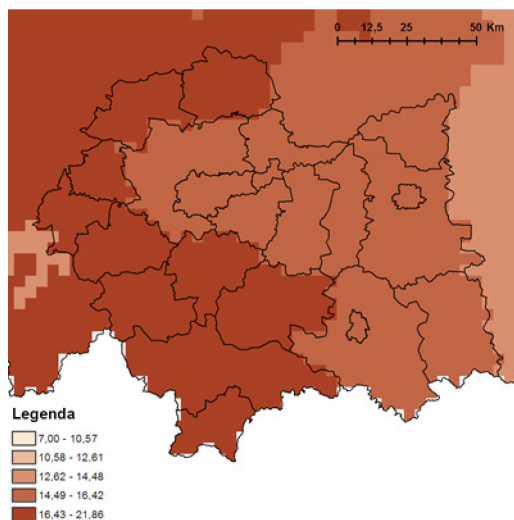 0 12,5 25 50 Km
Legenda
7,00 - 10,57
10,58 - 12,61
12,62 - 14,48
14,49 - 16,42
16,43 - 21,86